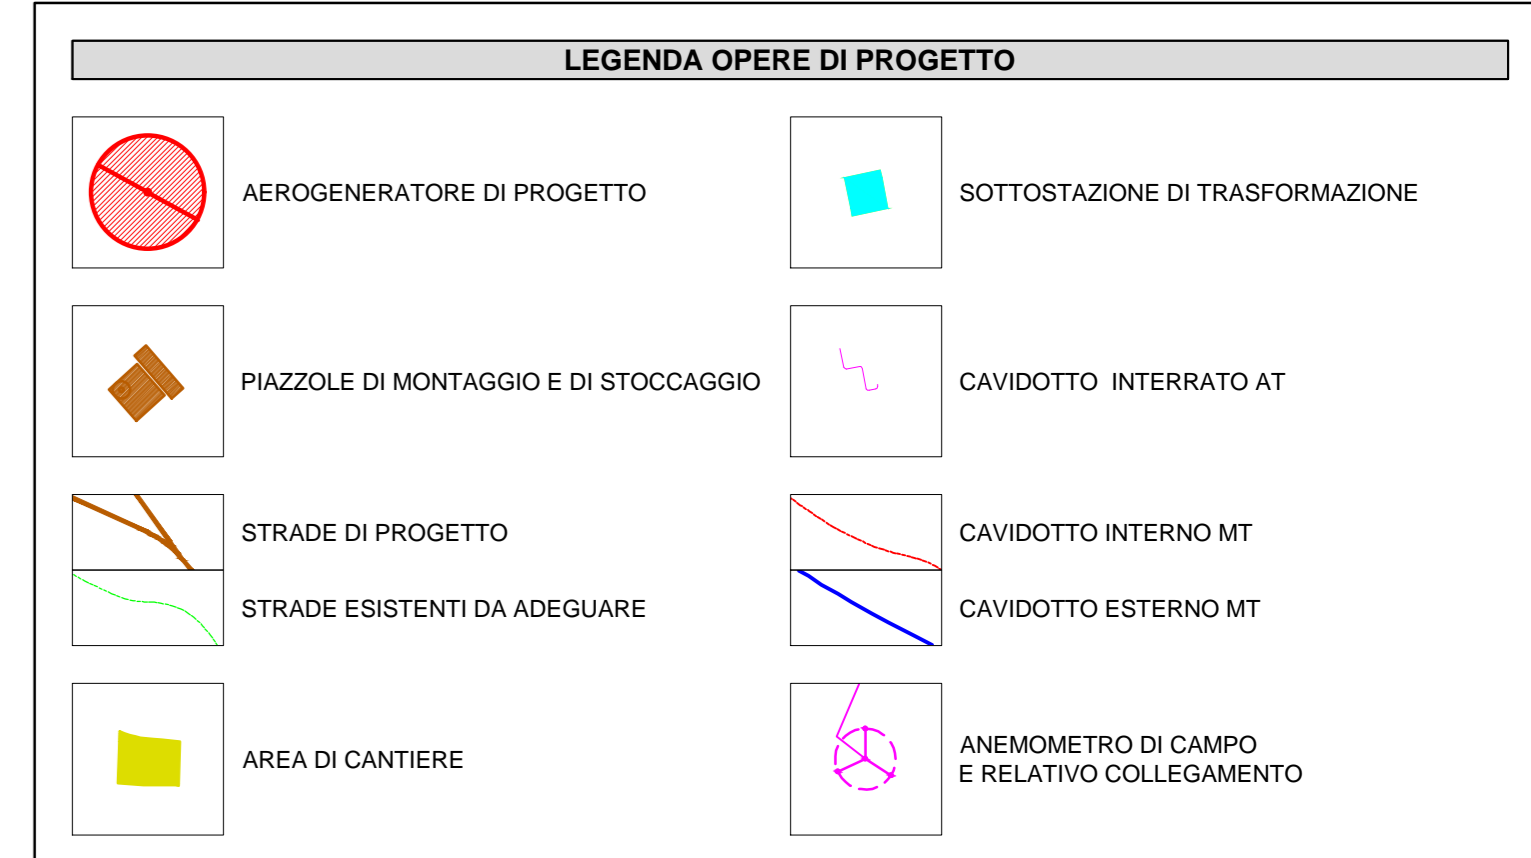 LEGENDA OPERE DI PROGETTO
AEROGENERATORE DI PROGETTO
SOTTOSTAZIONE DI TRASFORMAZIONE
PIAZZOLE DI MONTAGGIO E DI STOCCAGGIO
CAVIDOTTO INTERRATO AT
STRADE DI PROGETTO
CAVIDOTTO INTERNO MT
STRADE ESISTENTI DA ADEGUARE
CAVIDOTTO ESTERNO MT
AREA DI CANTIERE
ANEMOMETRO DI CAMPO
E RELATIVO COLLEGAMENTO